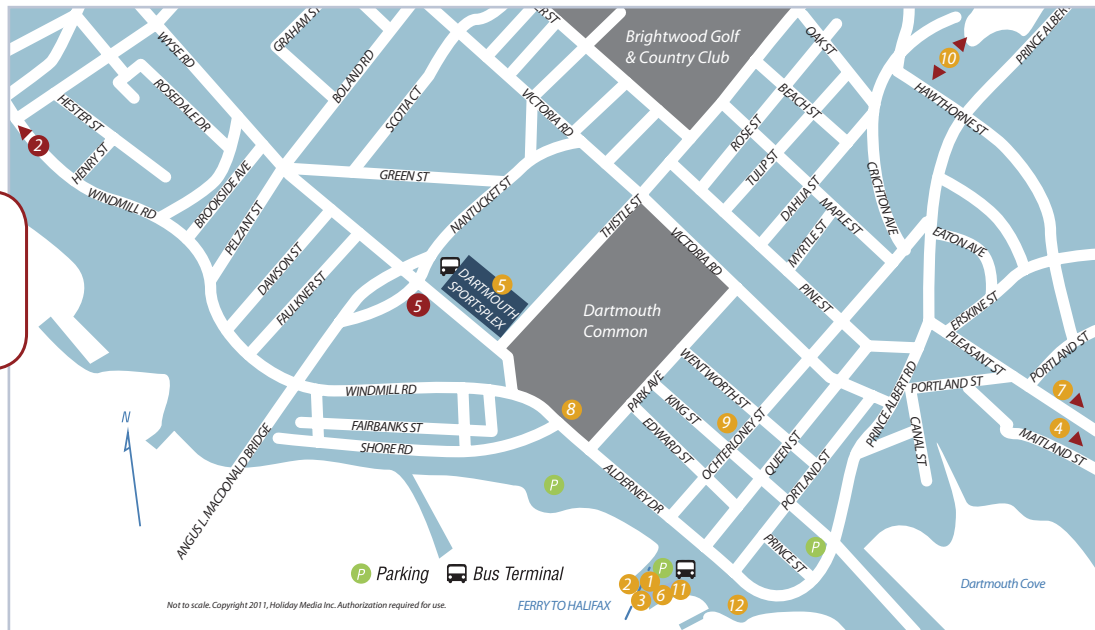 GRAHAM ST
WYSE RD
BOLAND RD
SCOTIA CT
ROSEDALE DR
HESTER ST
HENRY ST
2
WINDMILL RD
BROOKSIDE AVE
PELZANT ST
DAWSON ST
FAULKNER ST
GREEN ST
NANTUCKET ST
VICTORIA RD
Brightwood Golf
& Country Club
OAK ST
BEACH ST
ROSE ST
TULIP ST
DAHLIA ST
MAPLE ST
MYRTLE ST
CRICHTON AVE
10
HAWTHORNE ST
PRINCE ALBER
EATON AVE
ERSKINE ST
THISTLE ST
VICTORIA RD
PINE ST
DARTMOUTH
SPORTSPLEX
5
5
Dartmouth
Common
PLEASANT ST
PORTLAND ST
PORTLAND ST
7
4
MAITLAND ST
CANAL ST
PRINCE ALBERT RD
WENTWORTH ST
PARK AVE
KING ST
EDWARD ST
9
OCHTERLONEY ST
QUEEN ST
PORTLAND ST
8
WINDMILL RD
FAIRBANKS ST
SHORE RD
ANGUS L. MACDONALD BRIDGE
N
P
ALDERNEY DR
PRINCE ST
P
P Parking
Bus Terminal
Not to scale. Copyright 2011, Holiday Media Inc. Authorization required for use.
FERRY TO HALIFAX
P
2
1
3
6
11
12
Dartmouth Cove